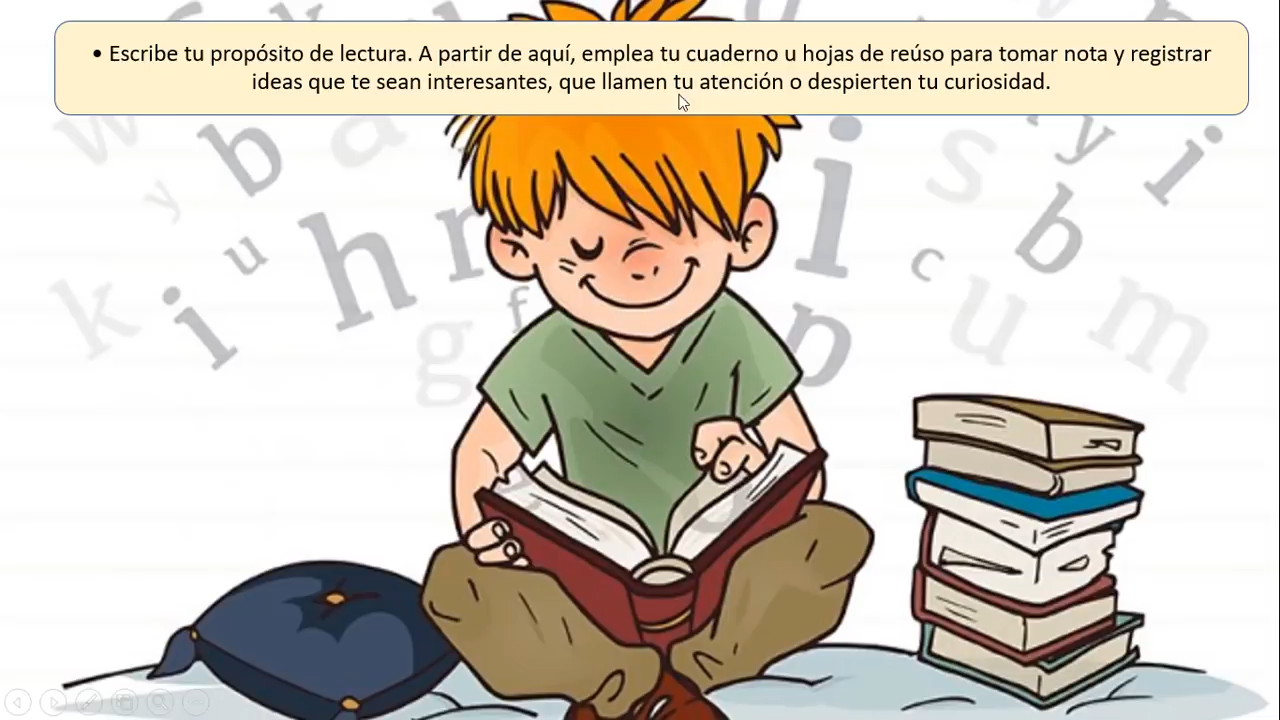 • Escribe tu propósito de lectura. A partir de aquí, emplea tu cuaderno u hojas de reúso para tomar nota y registrar
ideas que te sean interesantes, que llamen tu atención o despierten tu curiosidad.
w
y
b
a
u
h
r
k
i
g
f
i
p
s
c
u
b
y
i
m